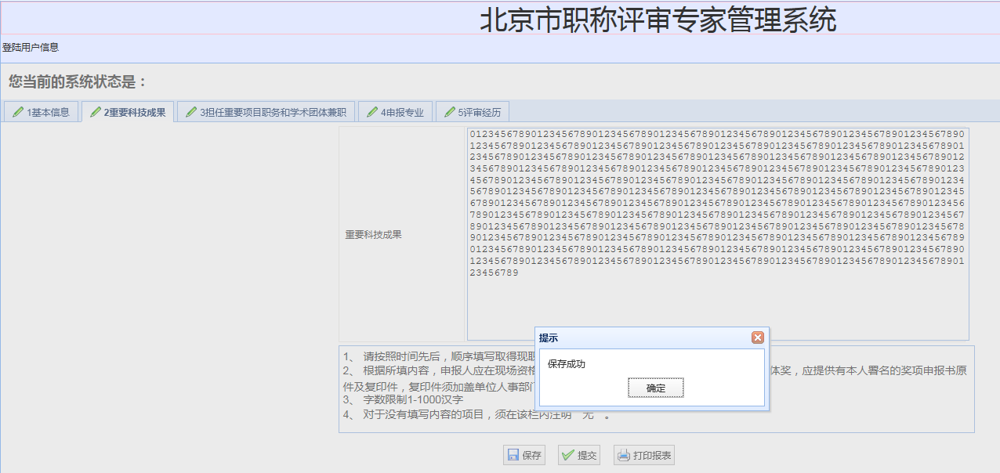 北京市职称评审专家管理系统
登陆用户信息
您当前的系统状态是：
1基本信息 2重要科技成果 3担任重要项目职务和学术团体兼职 4申报专业 5评审经历
重要科技成果
012345678901234567890123456789012345678901234567890123456789012345678901234567890
123456789012345678901234567890123456789012345678901234567890123456789012345678901
234567890123456789012345678901234567890123456789012345678901234567890123456789012
345678901234567890123456789012345678901234567890123456789012345678901234567890123
456789012345678901234567890123456789012345678901234567890123456789012345678901234
567890123456789012345678901234567890123456789012345678901234567890123456789012345
678901234567890123456789012345678901234567890123456789012345678901234567890123456
789012345678901234567890123456789012345678901234567890123456789012345678901234567
890123456789012345678901234567890123456789012345678901234567890123456789012345678
901234567890123456789012345678901234567890123456789012345678901234567890123456789
012345678901234567890123456789012345678901234567890123456789012345678901234567890
123456789012345678901234567890123456789012345678901234567890123456789012345678901
23456789
1、 请按照时间先后，顺序填写取得现
2、 根据所填内容，申报人应在现场资格 体奖，应提供有本人署名的奖项申报书原
件及复印件，复印件须加盖单位人事部
3、 字数限制1-1000汉字
4、 对于没有填写内容的项目，须在该栏内注明 无 。
提示
保存成功
确定
保存 提交 打印报表